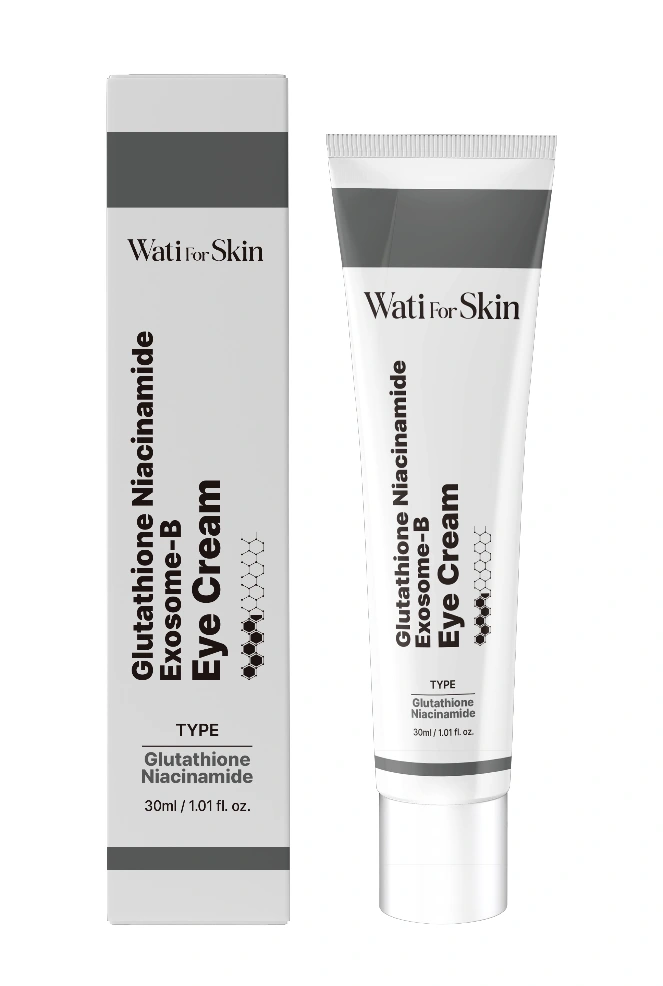 Wati For Skin
Glutathione Niacinamide
Exosome-B
Eye Cream
TYPE
Glutathione
Niacinamide
30ml / 1.01 fl. oz.
Wati For Skin
Glutathione Niacinamide
Exosome-B
Eye Cream
TYPE
Glutathione
Niacinamide
30ml / 1.01 fl. oz.